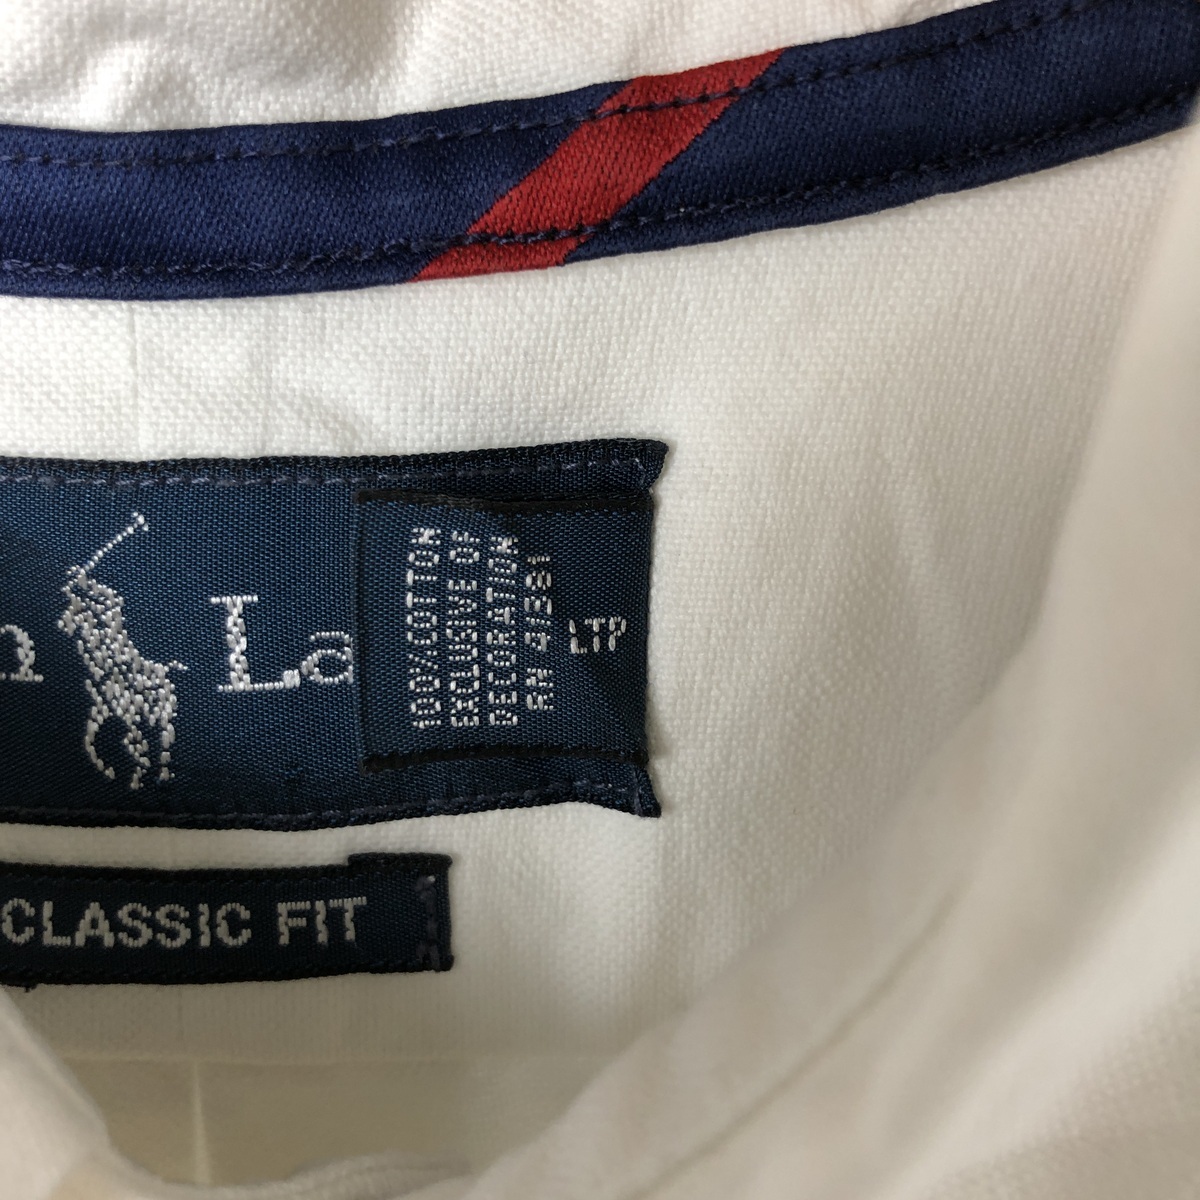 n La
100% COTTON
EXCLUSIVE OF
DECORATION
RN 41381
LTP
CLASSIC FIT